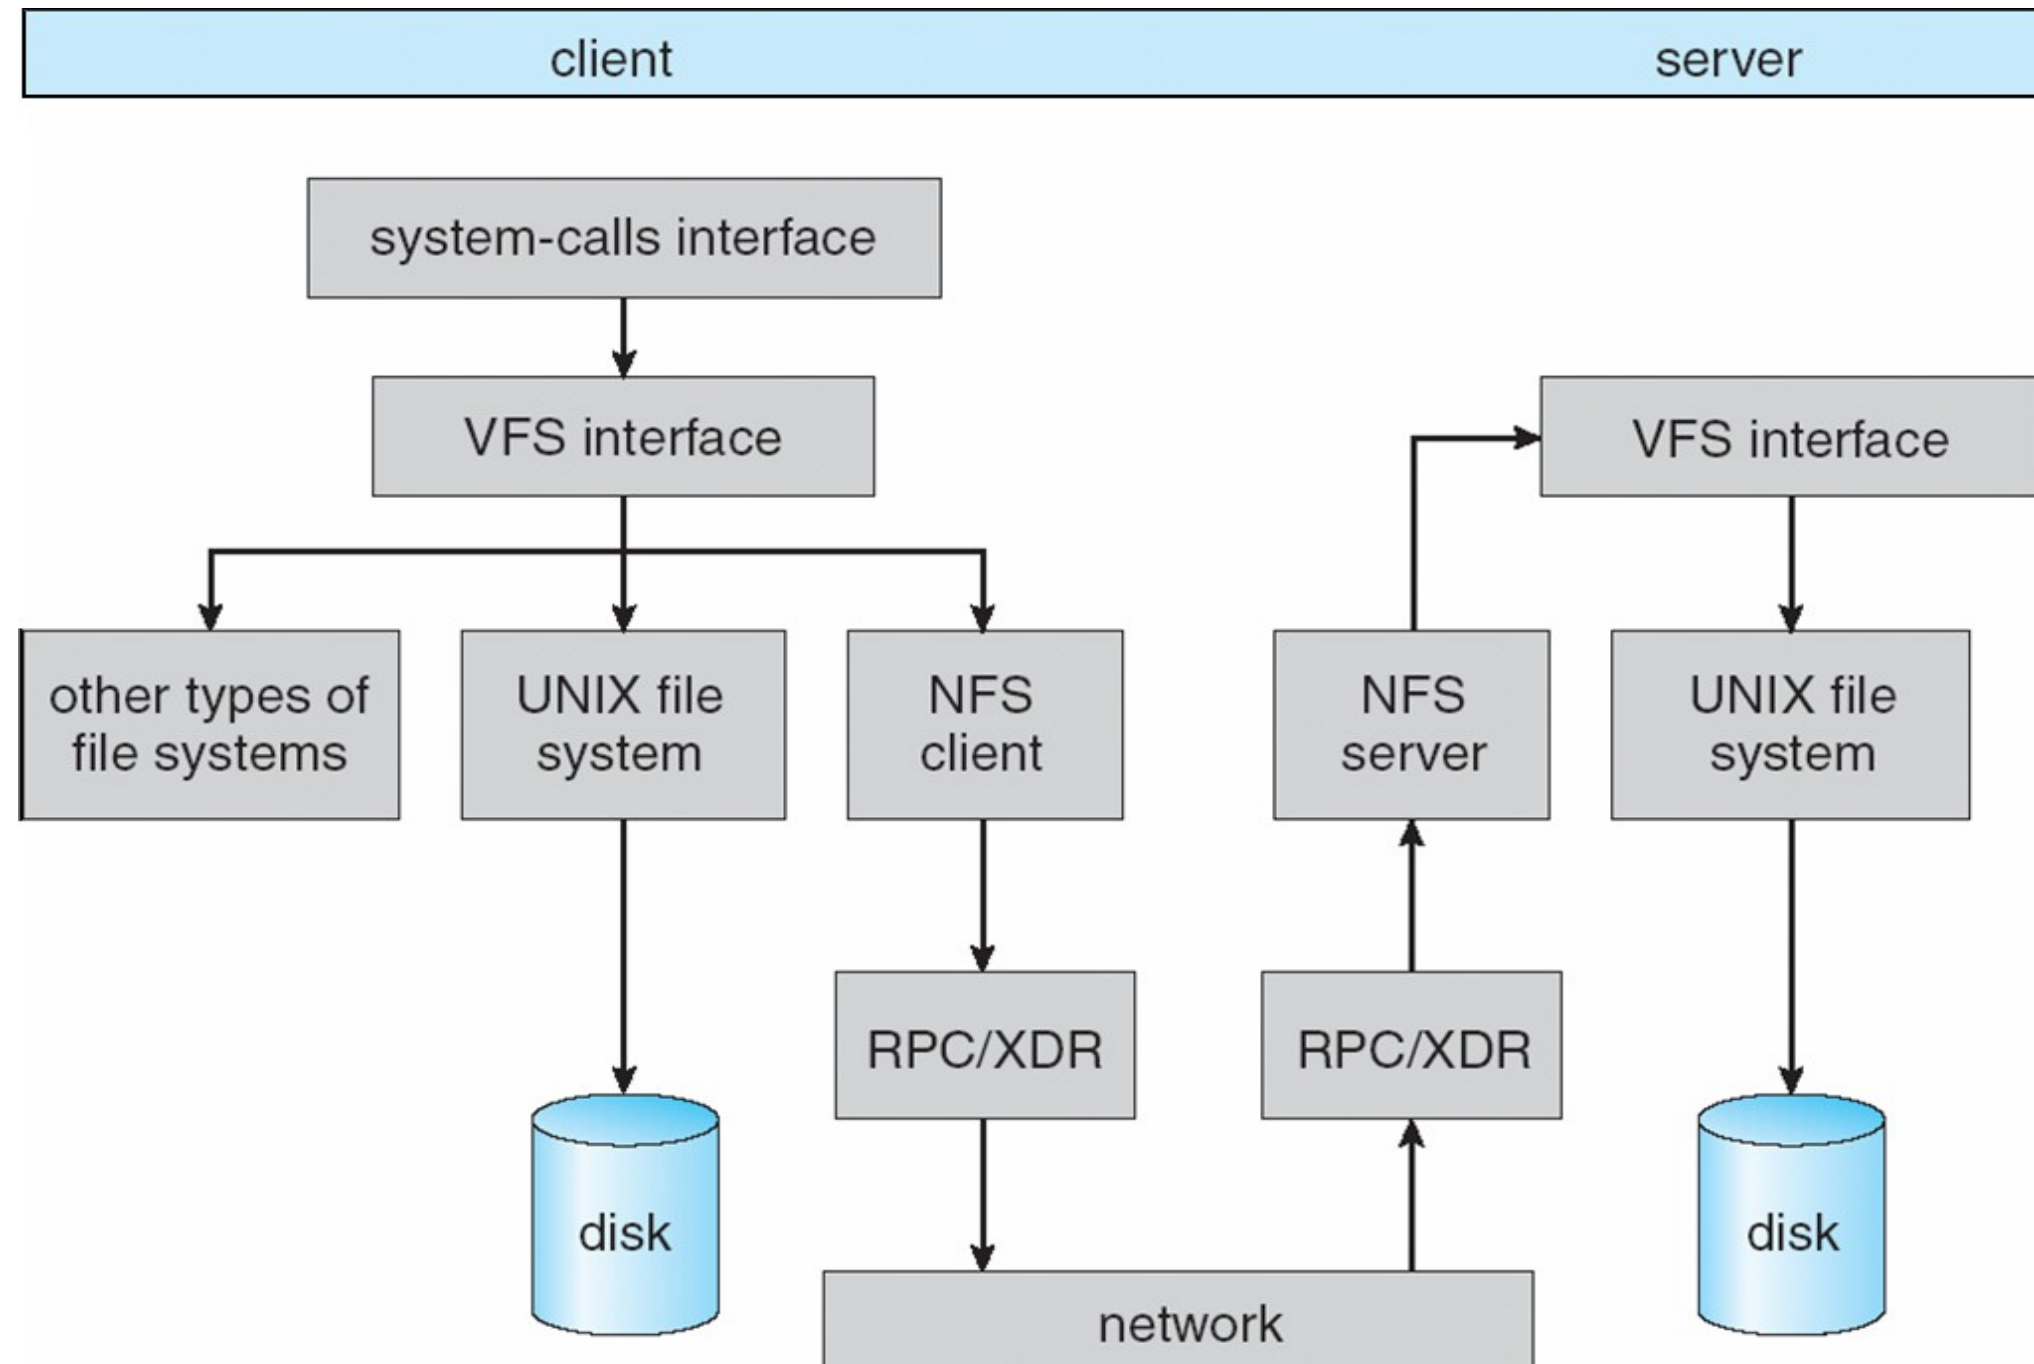 client
server
system-calls interface
VFS interface
VFS interface
other types of
file systems
UNIX file
system
NFS
client
NFS
server
UNIX file
system
RPC/XDR
RPC/XDR
disk
disk
network